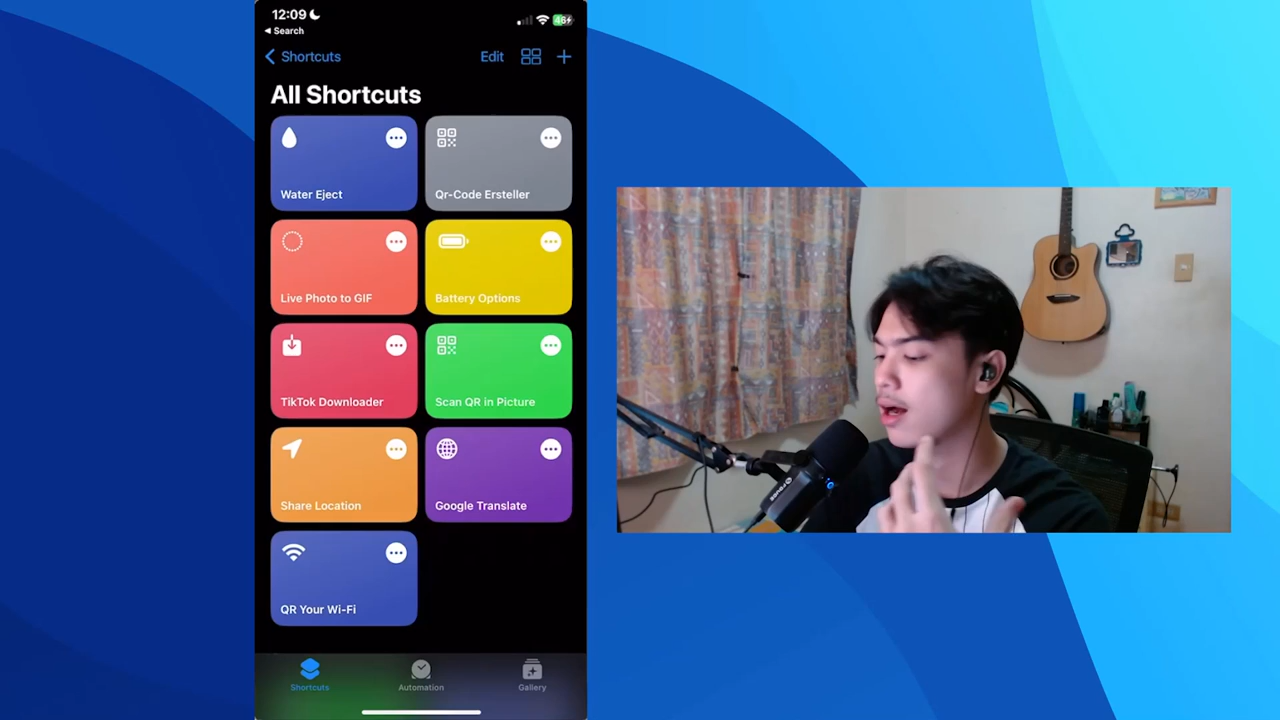 12:09
46
◀ Search
Shortcuts
Edit
All Shortcuts
Water Eject
Qr-Code Ersteller
Live Photo to GIF
Battery Options
TikTok Downloader
Scan QR in Picture
Share Location
Google Translate
QR Your Wi-Fi
Shortcuts
Automation
Gallery